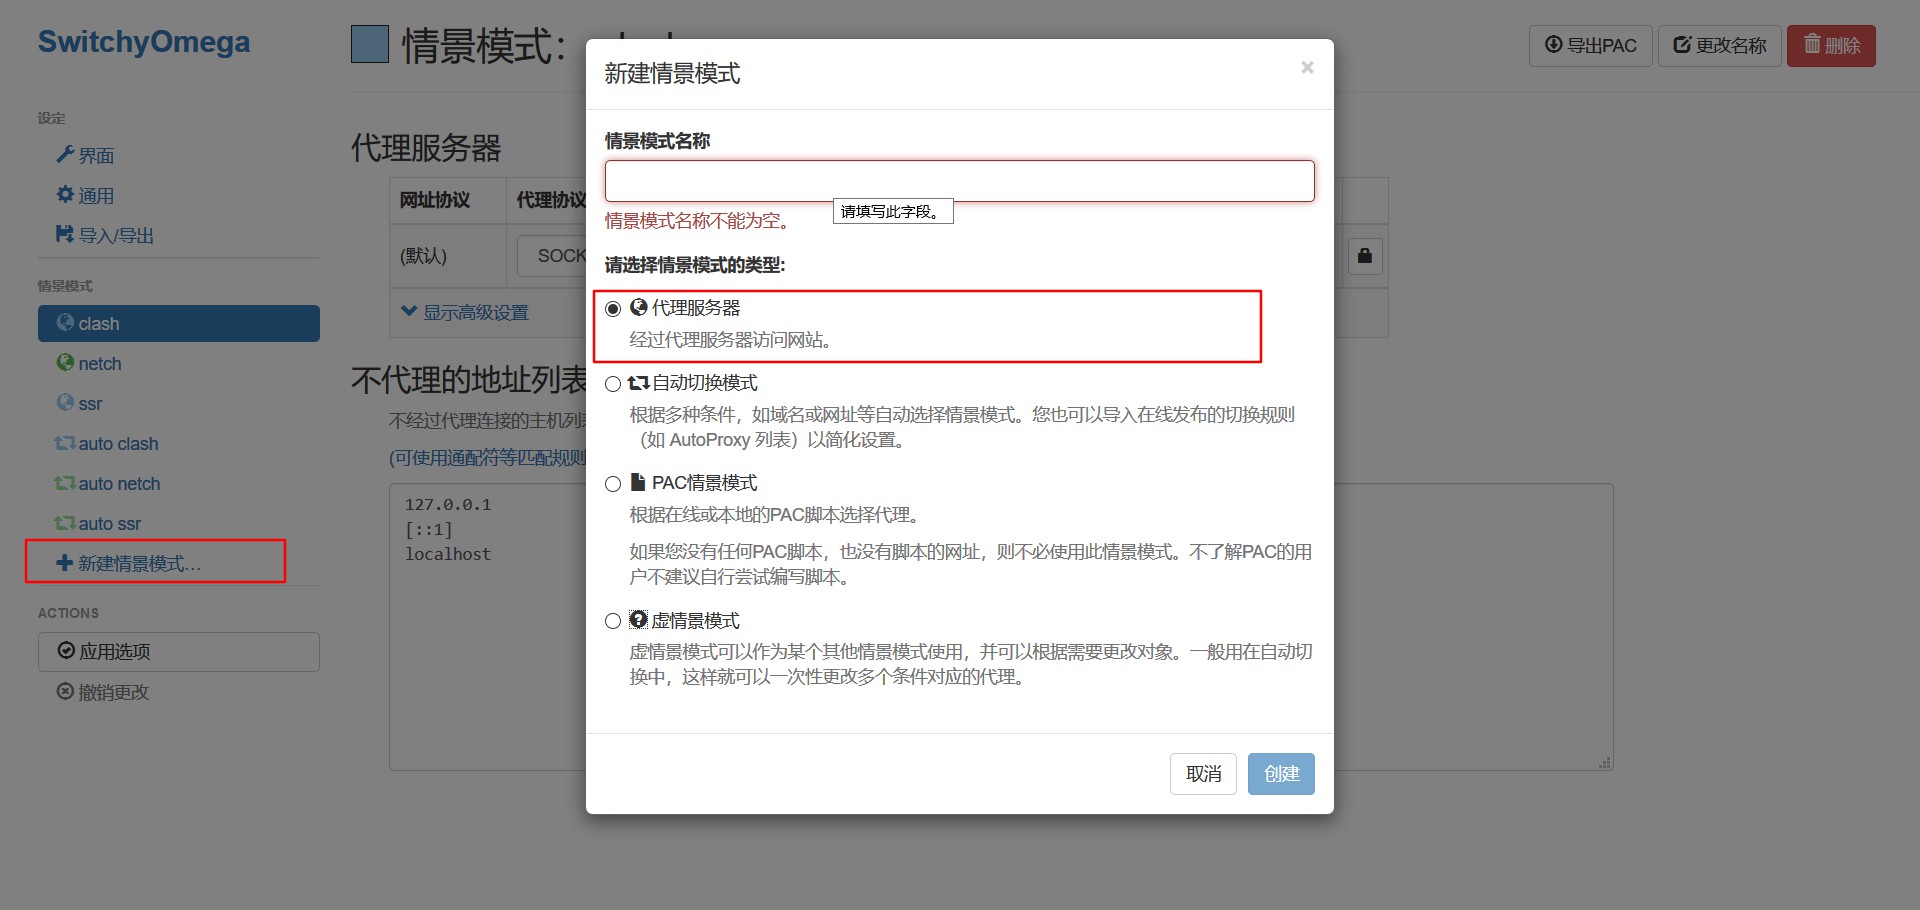 SwitchyOmega
设定
界面
通用
导入/导出
情景模式
clash
netch
ssr
auto clash
auto netch
auto ssr
新建情景模式…
ACTIONS
应用选项
撤销更改
情景模式：
导出PAC
更改名称
删除
代理服务器
网址协议
代理协议
(默认)
SOCK
显示高级设置
不代理的地址列表
不经过代理连接的主机列表
(可使用通配符等匹配规则
127.0.0.1
[::1]
localhost
新建情景模式
×
情景模式名称
请填写此字段。
情景模式名称不能为空。
请选择情景模式的类型:
代理服务器
经过代理服务器访问网站。
自动切换模式
根据多种条件，如域名或网址等自动选择情景模式。您也可以导入在线发布的切换规则
（如 AutoProxy 列表）以简化设置。
PAC情景模式
根据在线或本地的PAC脚本选择代理。
如果您没有任何PAC脚本，也没有脚本的网址，则不必使用此情景模式。不了解PAC的用
户不建议自行尝试编写脚本。
虚情景模式
虚情景模式可以作为某个其他情景模式使用，并可以根据需要更改对象。一般用在自动切
换中，这样就可以一次性更改多个条件对应的代理。
取消
创建